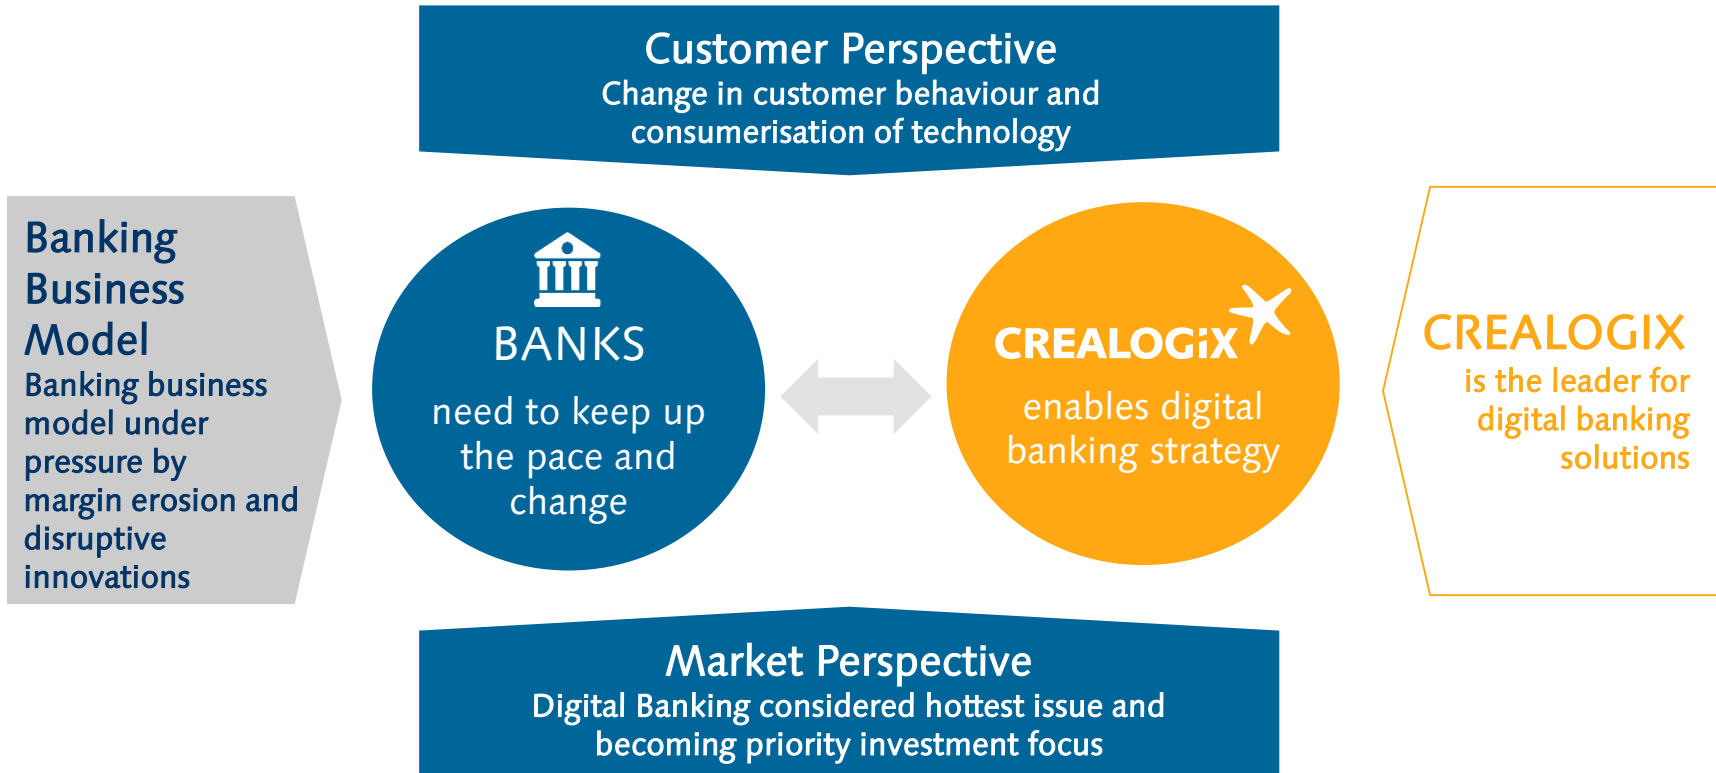 Customer Perspective
Change in customer behaviour and
consumerisation of technology
Banking
Business
Model
Banking business
model under
pressure by
margin erosion and
disruptive
innovations
BANKS
need to keep up
the pace and
change
CREALOGiX
enables digital
banking strategy
CREALOGIX
is the leader for
digital banking
solutions
Market Perspective
Digital Banking considered hottest issue and
becoming priority investment focus